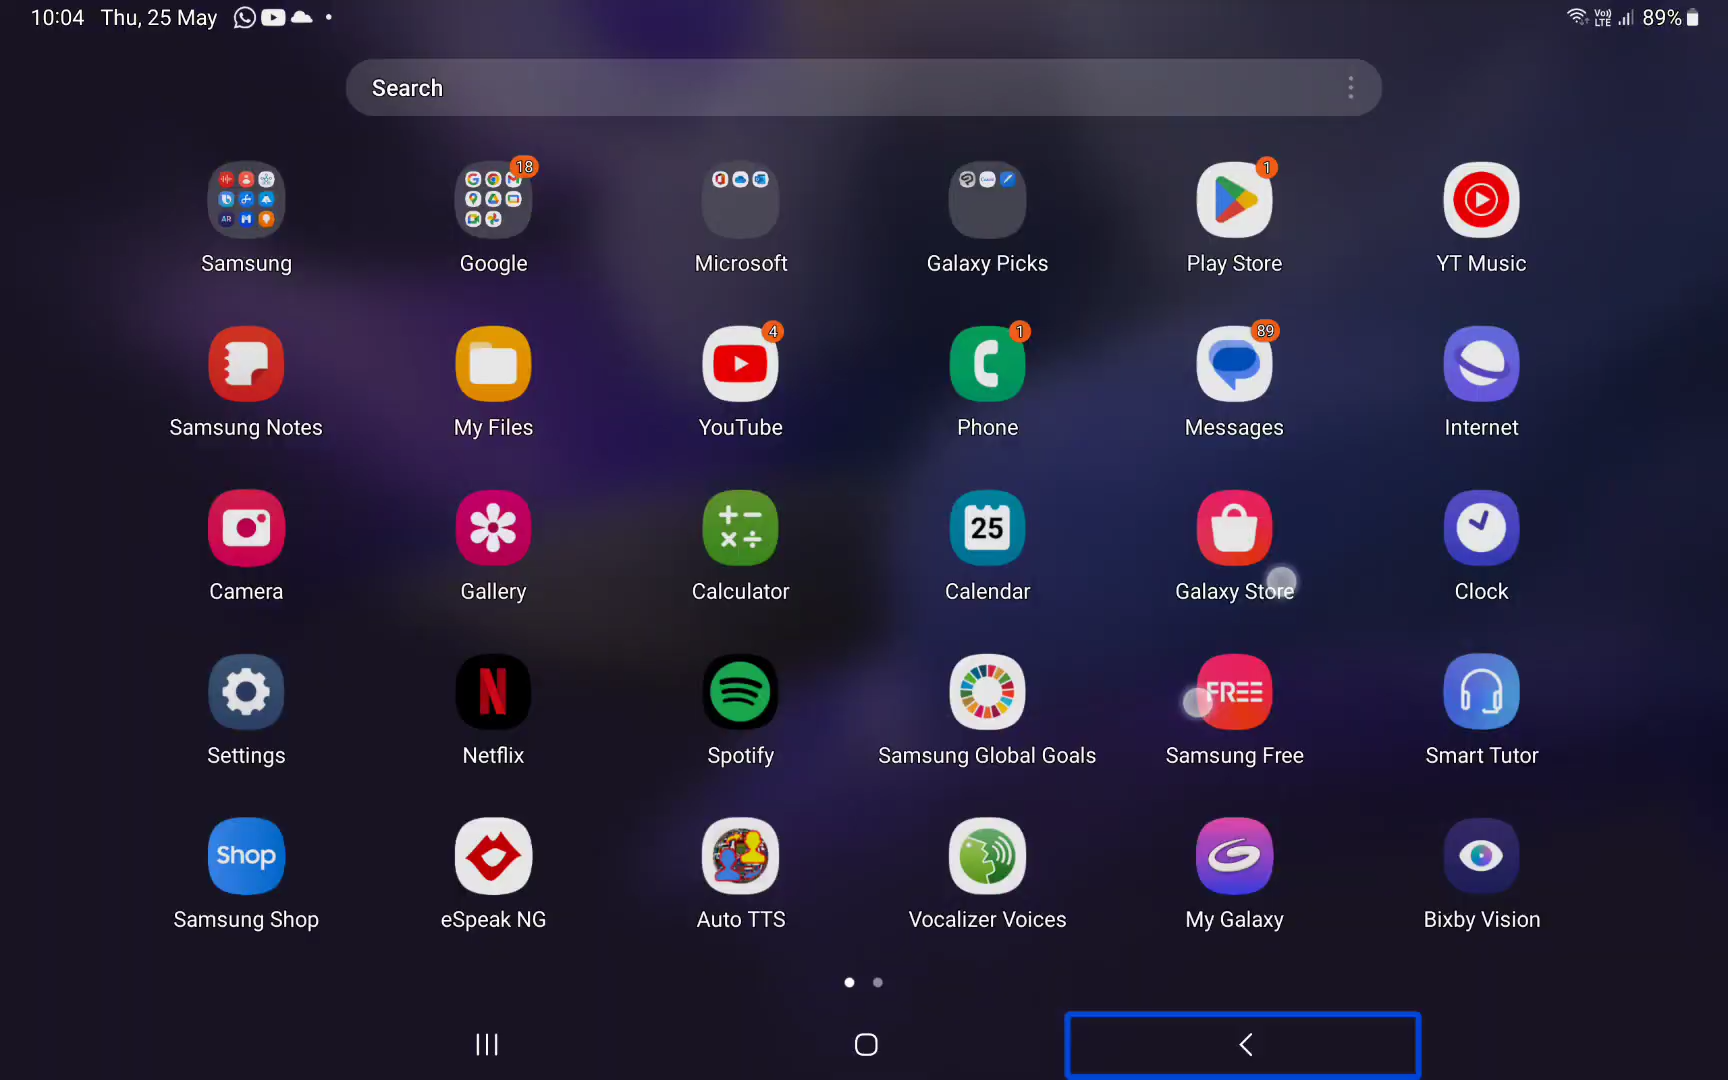 10:04 Thu, 25 May
Vo))
LTE
89%
Search
18
1
Samsung
Google
Microsoft
Galaxy Picks
Play Store
YT Music
4
1
89
Samsung Notes
My Files
YouTube
Phone
Messages
Internet
25
Camera
Gallery
Calculator
Calendar
Galaxy Store
Clock
N
FREE
Settings
Netflix
Spotify
Samsung Global Goals
Samsung Free
Smart Tutor
Shop
Samsung Shop
eSpeak NG
Auto TTS
Vocalizer Voices
My Galaxy
Bixby Vision